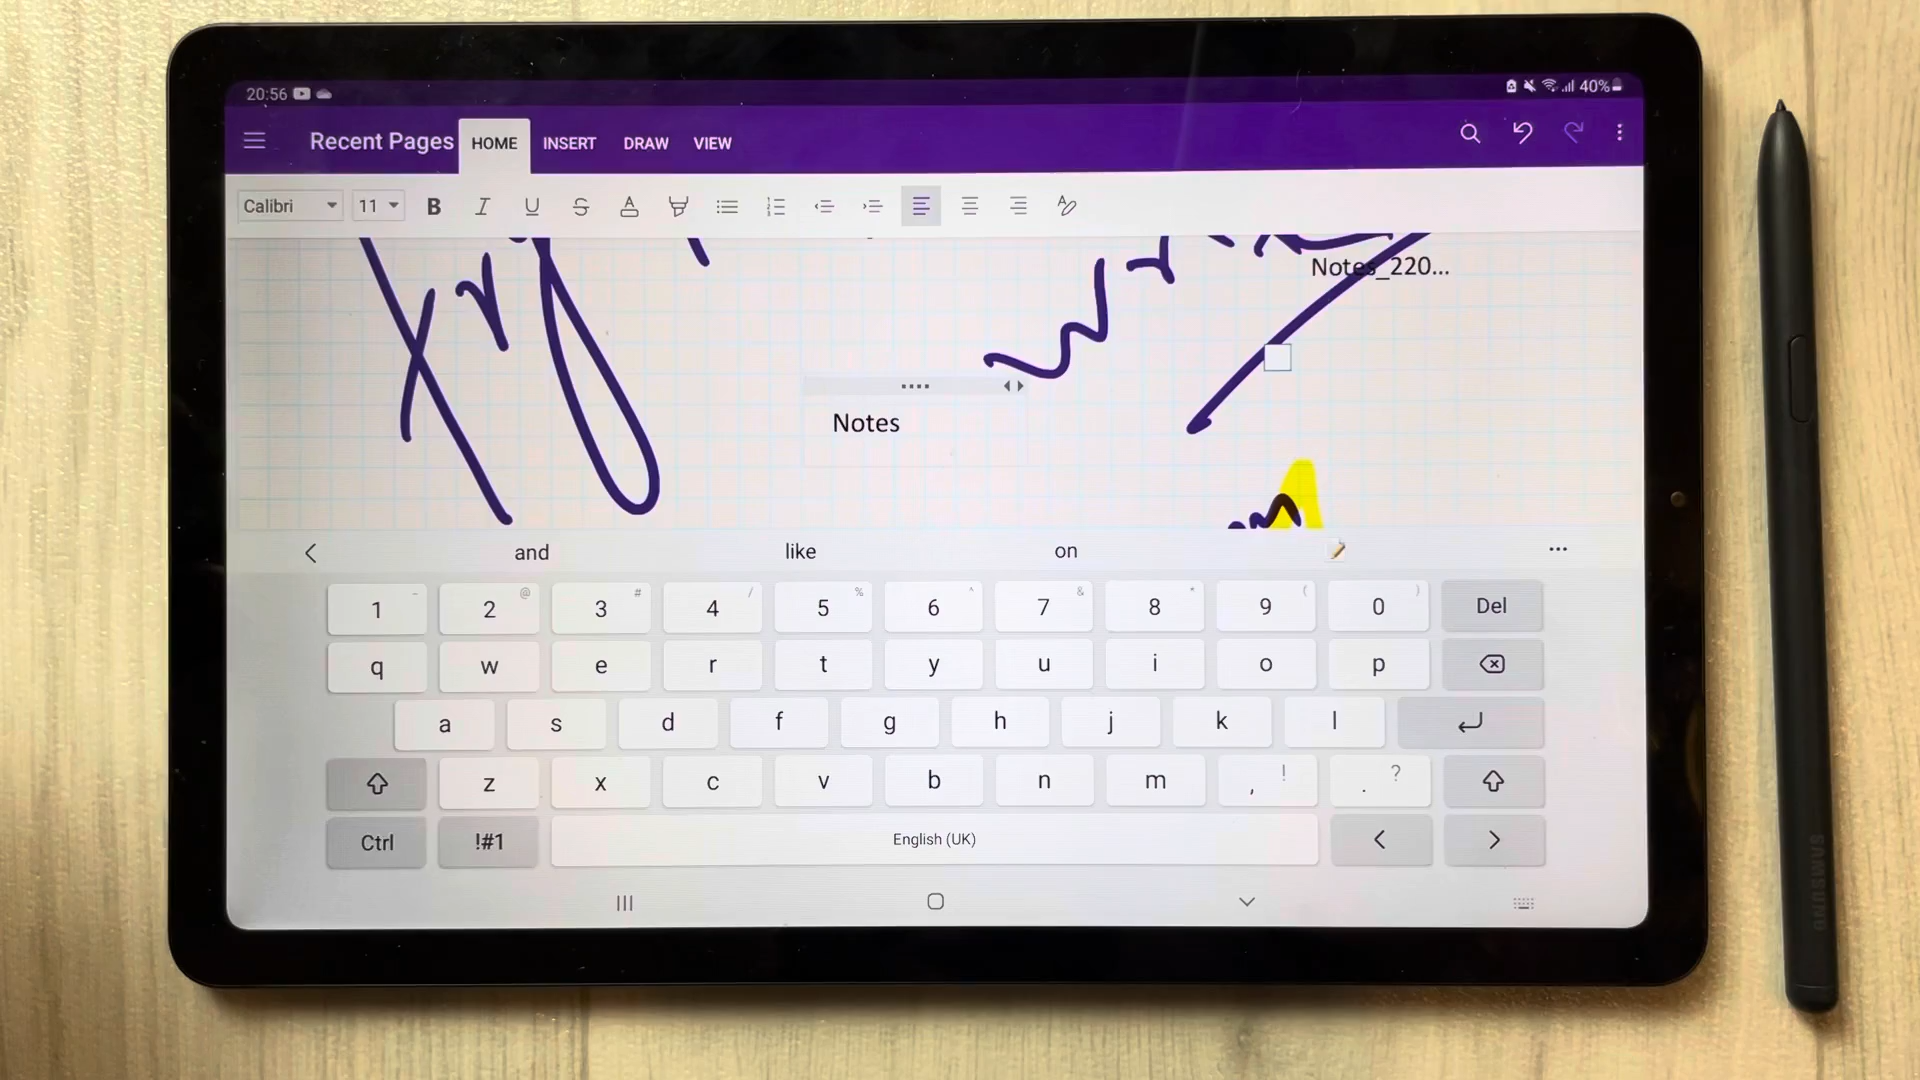 20:56 40%
Recent Pages HOME INSERT DRAW VIEW
Calibri 11 B I U S A
Notes_220...
Notes
and like on ...
1 - 2 @ 3 # 4 / 5 % 6 ^ 7 & 8 * 9 ( 0 ) Del
q w e r t y u i o p
a s d f g h j k l
z x c v b n m , ! . ?
Ctrl !#1 English (UK) < >
SAMSUNG